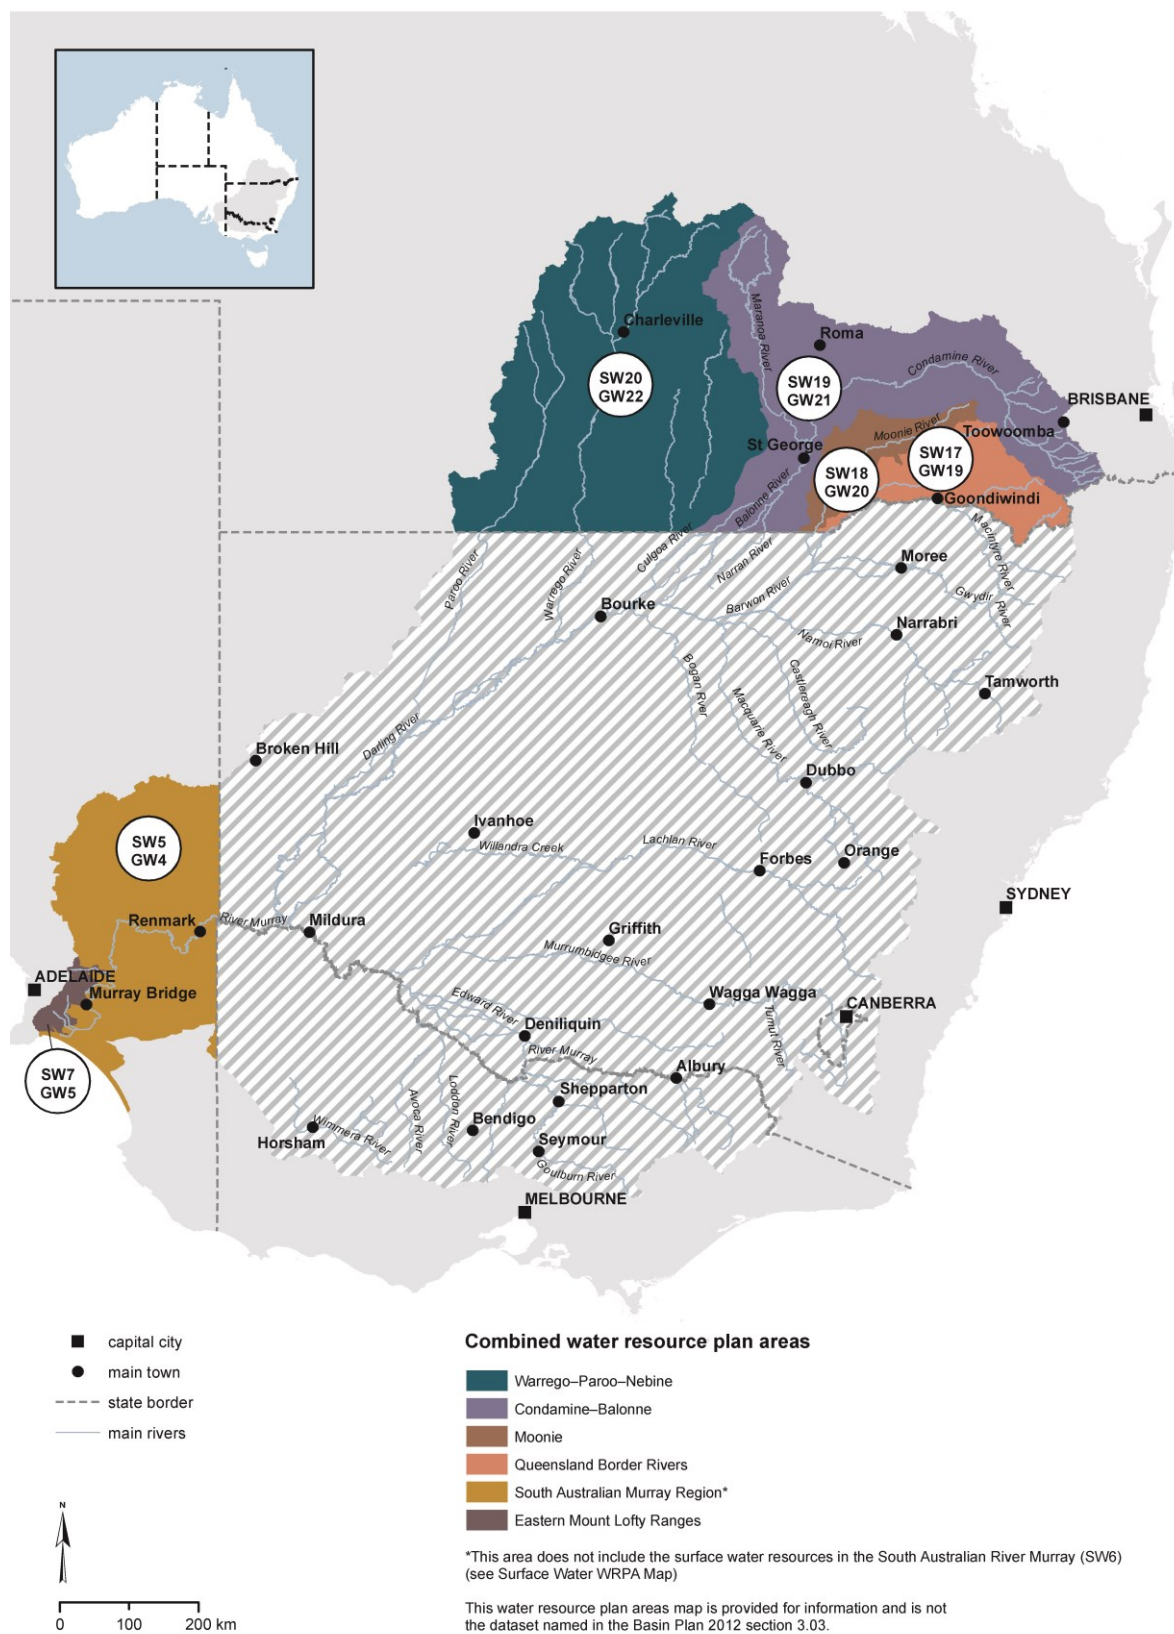 Charleville
SW20
GW22
Maranoa River
Roma
SW19
GW21
Condamine River
BRISBANE
Moonie River
Toowoomba
St George
SW17
GW19
SW18
GW20
Goondiwindi
Balonne River
Culgoa River
Narran River
Macintyre River
Paroo River
Warrego River
Moree
Barwon River
Gwydir River
Bourke
Narrabri
Namoi River
Bogan River
Castlereagh River
Macquarie River
Tamworth
Darling River
Broken Hill
Dubbo
SW5
GW4
Ivanhoe
Willandra Creek
Lachlan River
Forbes
Orange
SYDNEY
Renmark
River Murray
Mildura
Griffith
Murrumbidgee River
ADELAIDE
Murray Bridge
Edward River
Wagga Wagga
CANBERRA
Tumut River
Deniliquin
River Murray
Albury
SW7
GW5
Shepparton
Avoca River
Loddon River
Bendigo
Horsham
Wimmera River
Seymour
Goulburn River
MELBOURNE
capital city
main town
state border
main rivers
N
0 100 200 km
Combined water resource plan areas
Warrego–Paroo–Nebine
Condamine–Balonne
Moonie
Queensland Border Rivers
South Australian Murray Region*
Eastern Mount Lofty Ranges
*This area does not include the surface water resources in the South Australian River Murray (SW6)
(see Surface Water WRPA Map)
This water resource plan areas map is provided for information and is not
the dataset named in the Basin Plan 2012 section 3.03.